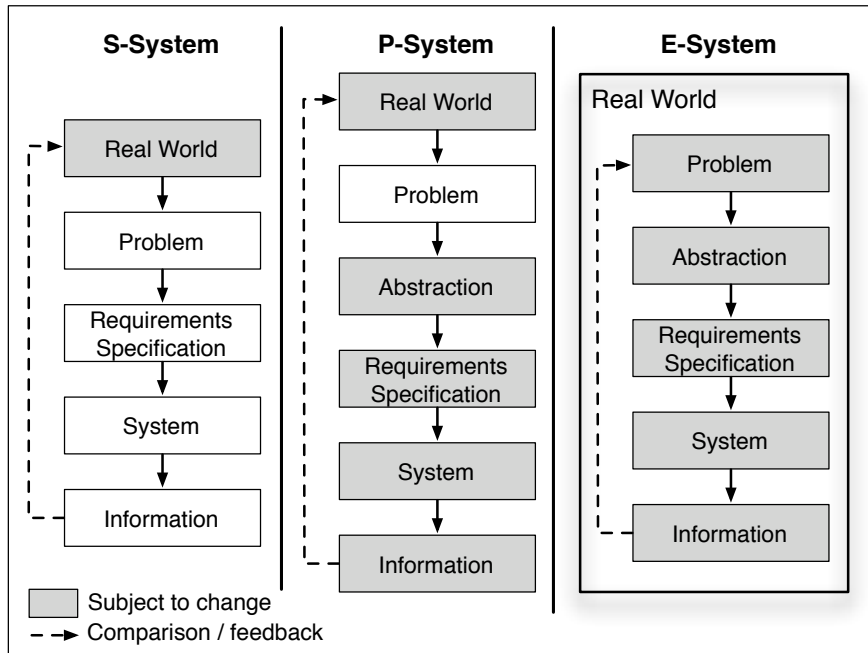 S-System
Real World
Problem
Requirements
Specification
System
Information
P-System
Real World
Problem
Abstraction
Requirements
Specification
System
Information
E-System
Real World
Problem
Abstraction
Requirements
Specification
System
Information
Subject to change
Comparison / feedback